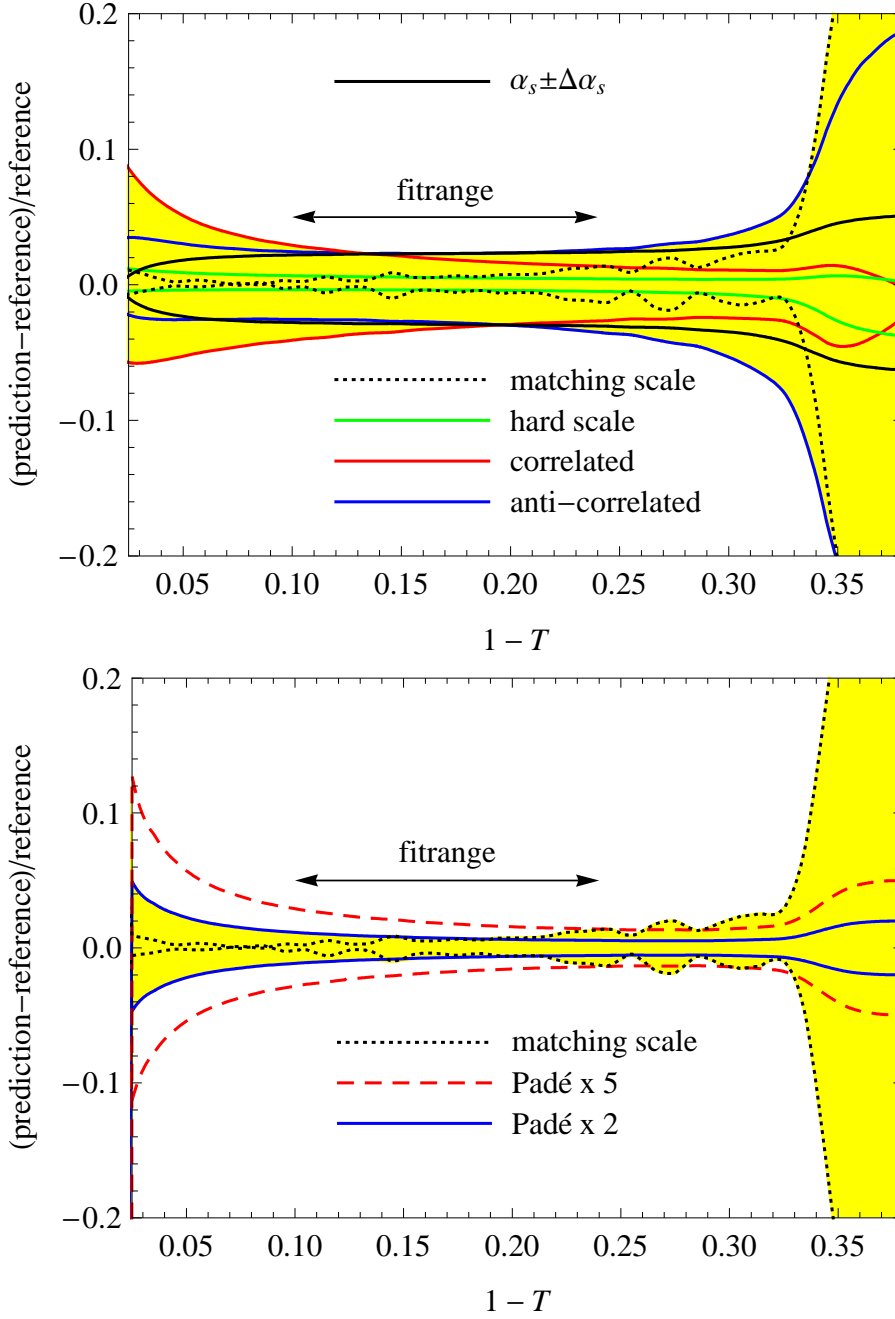 0.2
0.1
0.0
−0.1
−0.2
(prediction−reference)/reference
αs±Δαs
fitrange
matching scale
hard scale
correlated
anti−correlated
0.05 0.10 0.15 0.20 0.25 0.30 0.35
1 − T
0.2
0.1
0.0
−0.1
−0.2
(prediction−reference)/reference
fitrange
matching scale
Padé x 5
Padé x 2
0.05 0.10 0.15 0.20 0.25 0.30 0.35
1 − T